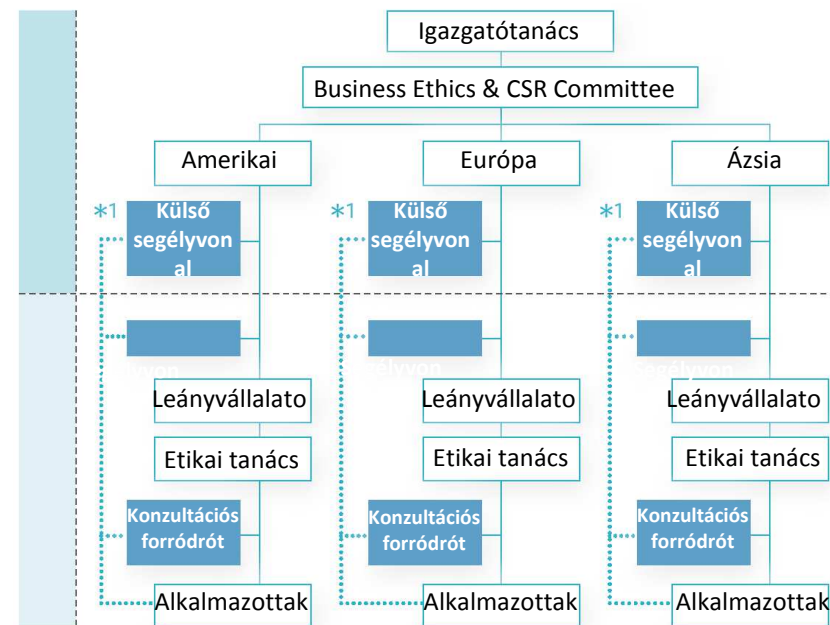 Igazgatótanács
Business Ethics & CSR Committee
Amerikai
Európa
Ázsia
*1
Külső
segélyvon
al
*1
Külső
segélyvon
al
*1
Külső
segélyvon
al
Leányvállalato
Leányvállalato
Leányvállalato
Etikai tanács
Etikai tanács
Etikai tanács
Konzultációs
forródrót
Konzultációs
forródrót
Konzultációs
forródrót
Alkalmazottak
Alkalmazottak
Alkalmazottak